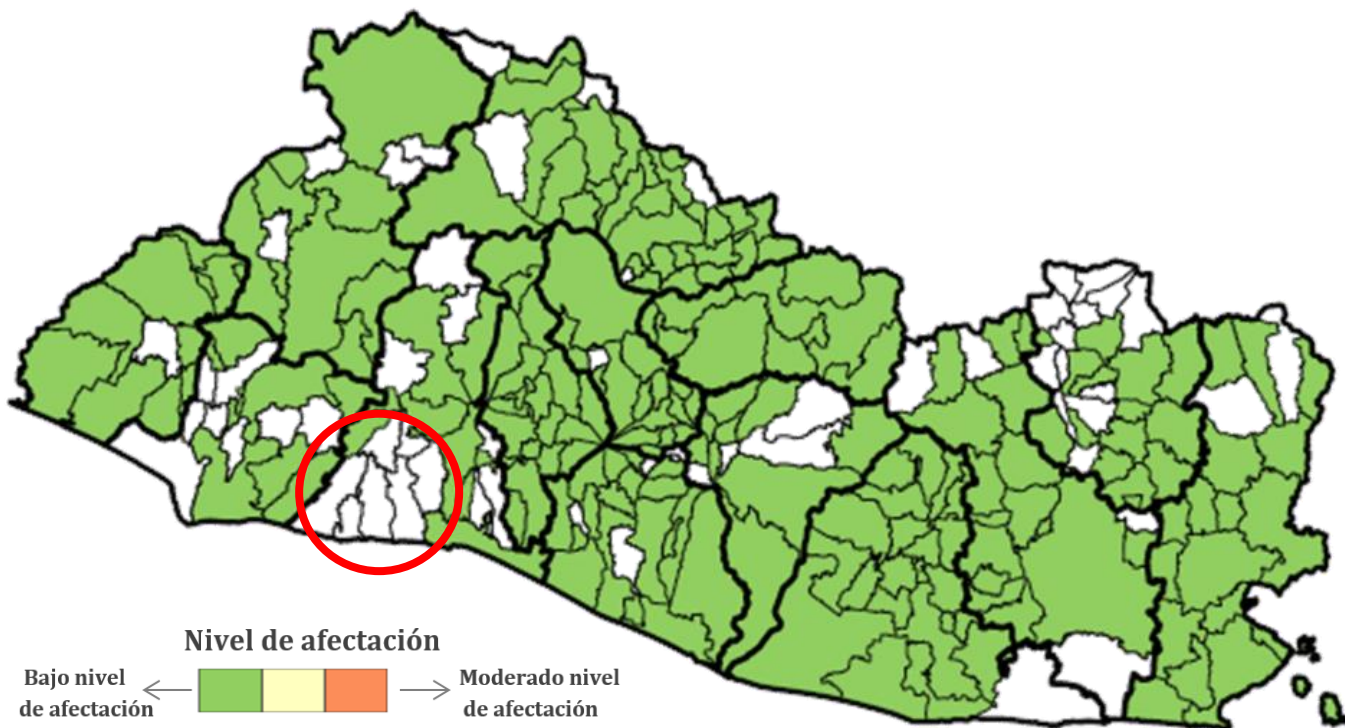 Nivel de afectación
Bajo nivel
de afectación
Moderado nivel
de afectación